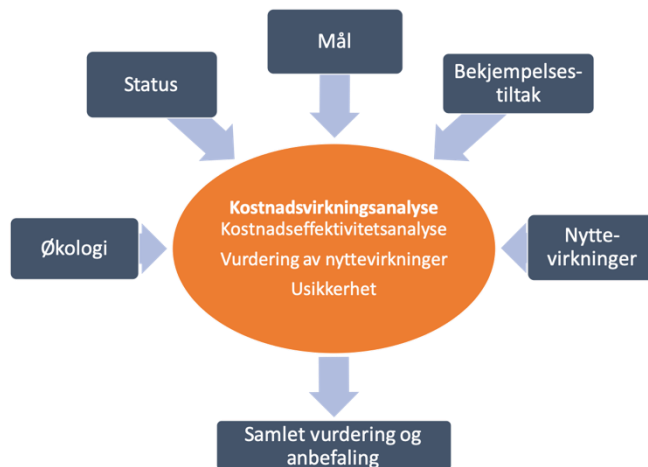 Mål
Status
Bekjempelses-
tiltak
Økologi
Kostnadsvirkningsanalyse
Kostnadseffektivitetsanalyse
Vurdering av nyttevirkninger
Usikkerhet
Nytte-
virkninger
Samlet vurdering og
anbefaling